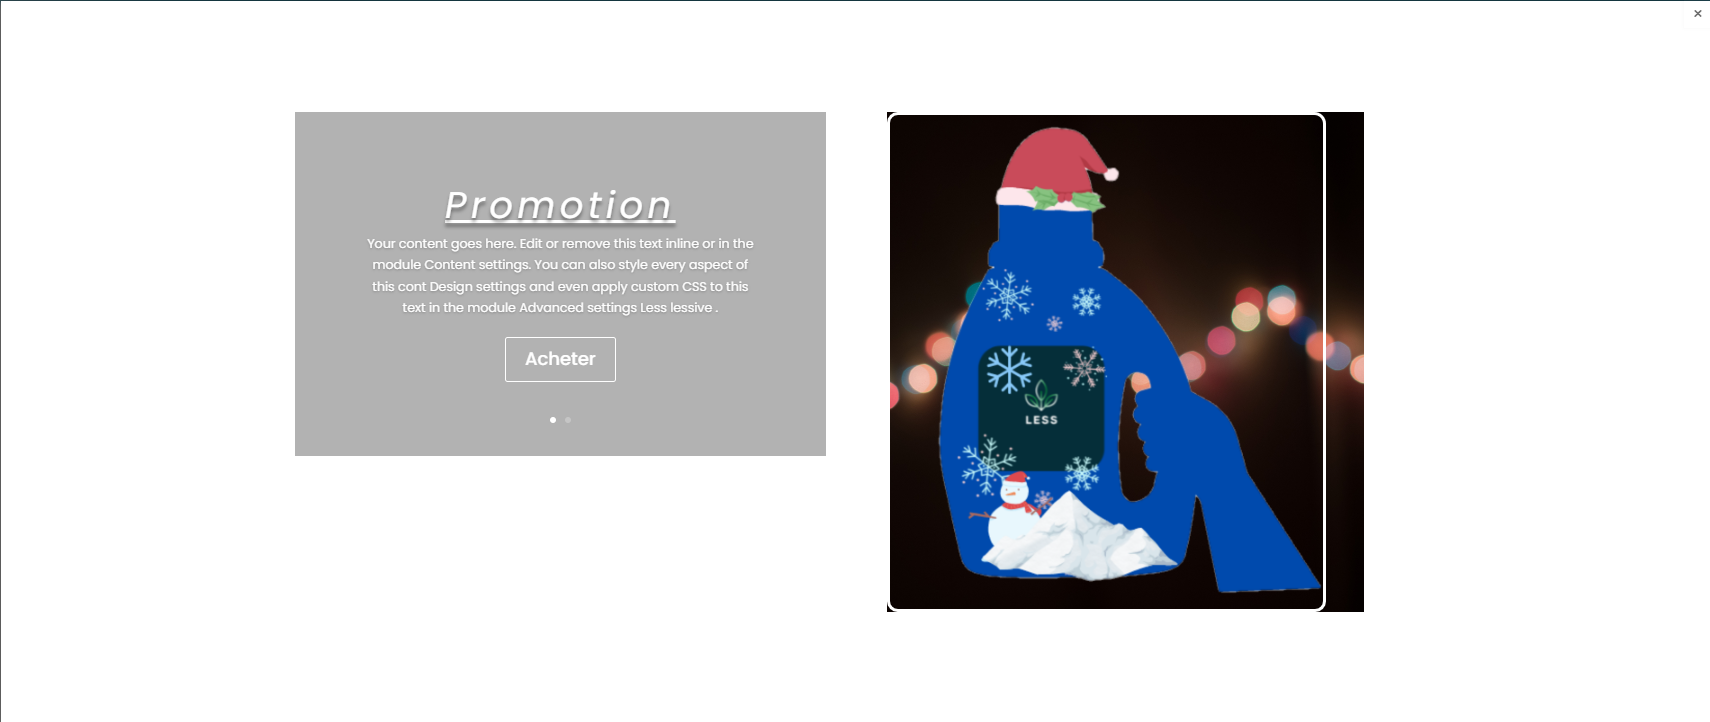 Promotion
Your content goes here. Edit or remove this text inline or in the
module Content settings. You can also style every aspect of
this cont Design settings and even apply custom CSS to this
text in the module Advanced settings Less lessive .
Acheter
LESS